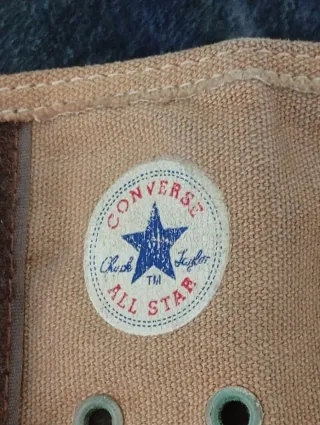 CONVERSE
Chuck Taylor
TM
ALL STAR